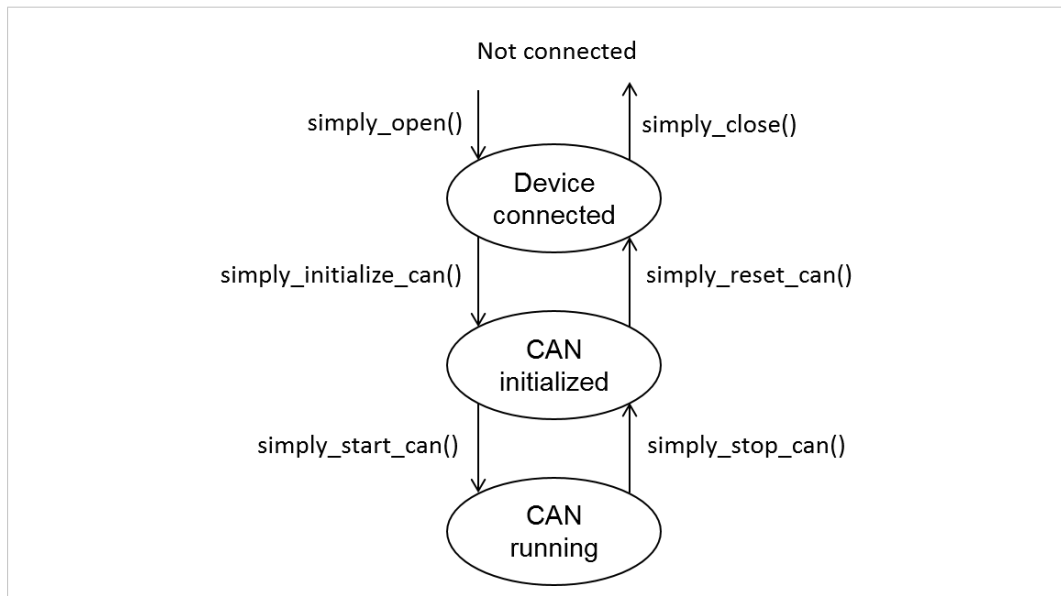 Not connected
simply_open()
simply_close()
Device
connected
simply_initialize_can()
simply_reset_can()
CAN
initialized
simply_start_can()
simply_stop_can()
CAN
running